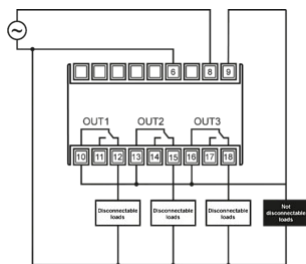 6 8 9
OUT1 OUT2 OUT3
10 11 12 13 14 15 16 17 18
Disconnectable
loads
Disconnectable
loads
Disconnectable
loads
Not
disconnectable
loads